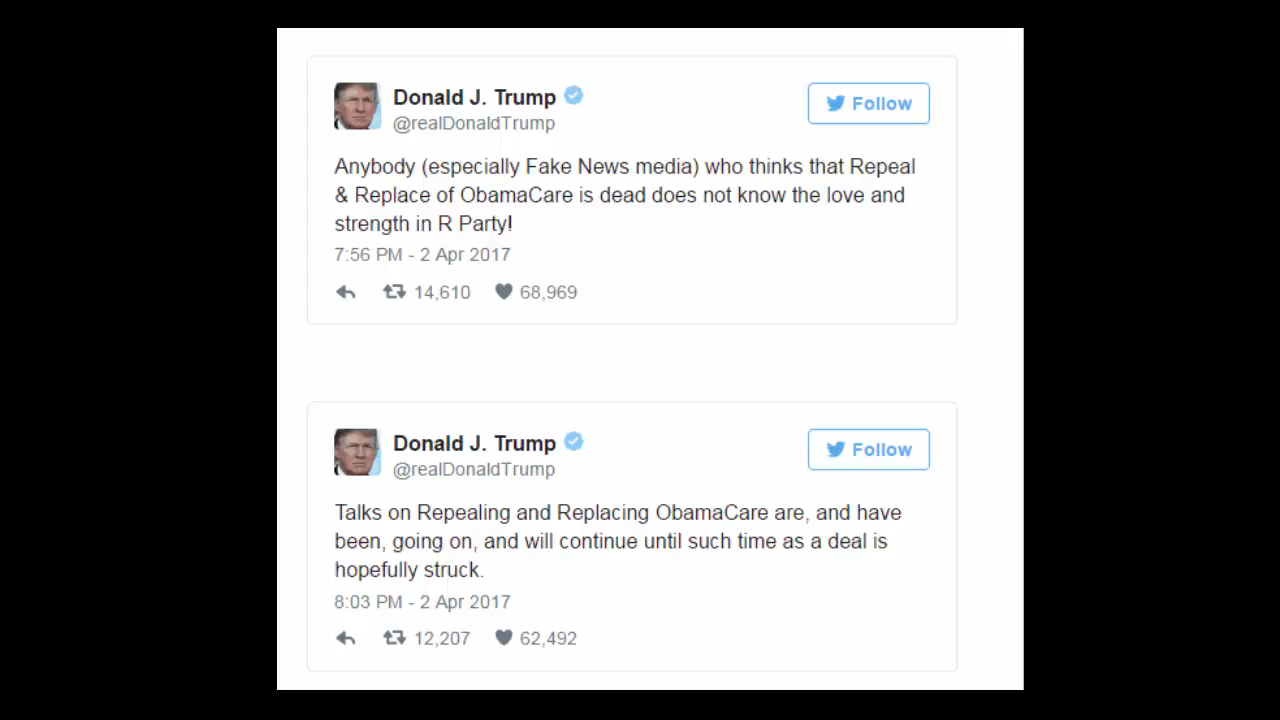 Donald J. Trump
Follow
@realDonaldTrump
Anybody (especially Fake News media) who thinks that Repeal
& Replace of ObamaCare is dead does not know the love and
strength in R Party!
7:56 PM - 2 Apr 2017
14,610 68,969
Donald J. Trump
Follow
@realDonaldTrump
Talks on Repealing and Replacing ObamaCare are, and have
been, going on, and will continue until such time as a deal is
hopefully struck.
8:03 PM - 2 Apr 2017
12,207 62,492